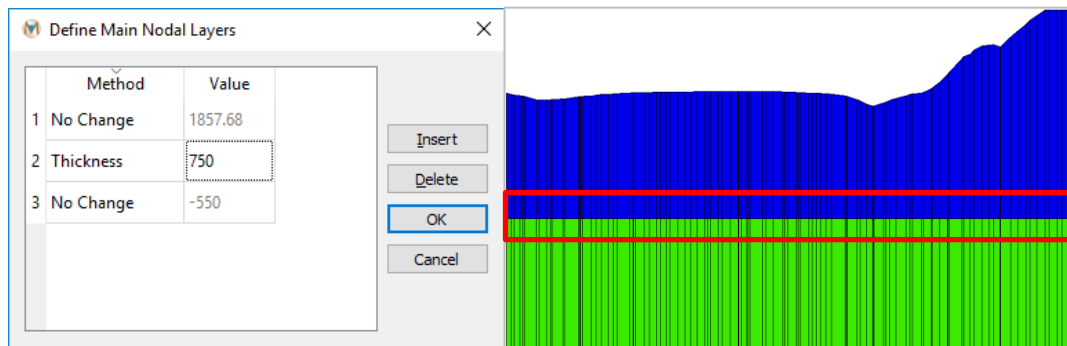 Define Main Nodal Layers
Method Value
1 No Change 1857.68
2 Thickness 750
3 No Change -550
Insert
Delete
OK
Cancel